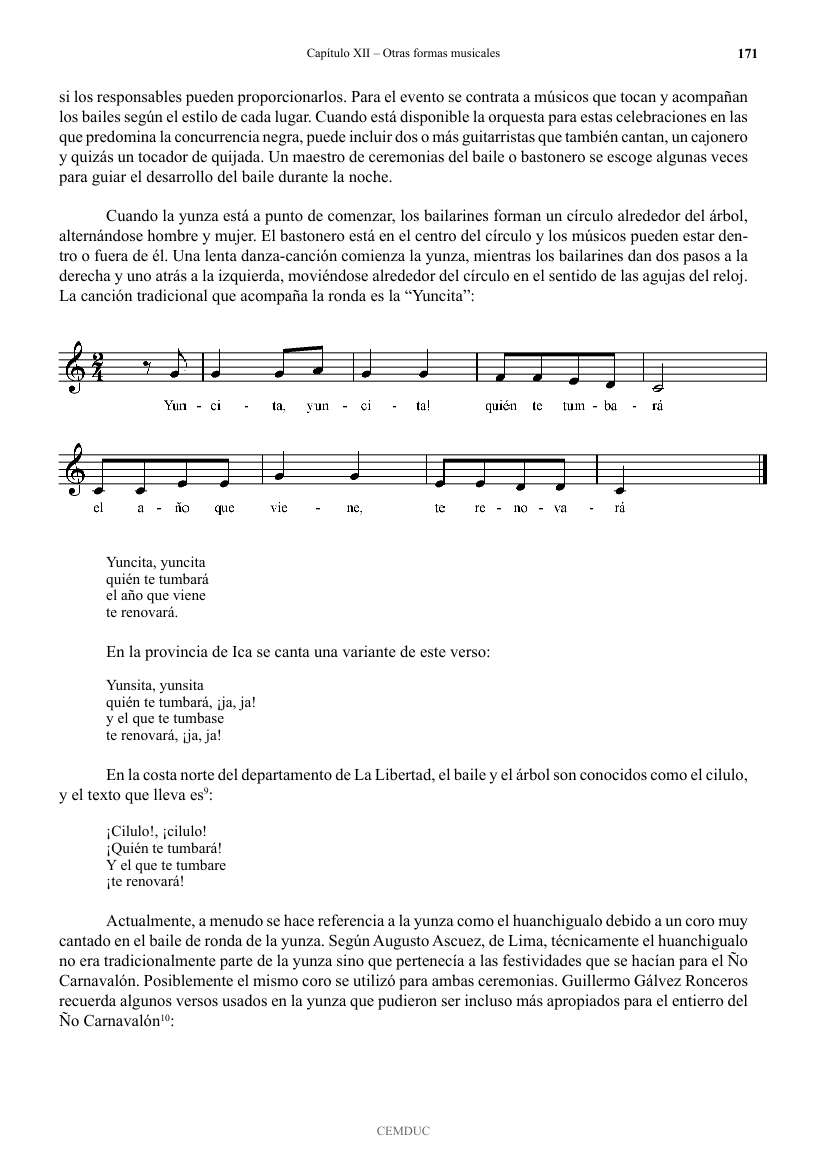 Capítulo XII – Otras formas musicales
171
si los responsables pueden proporcionarlos. Para el evento se contrata a músicos que tocan y acompañan
los bailes según el estilo de cada lugar. Cuando está disponible la orquesta para estas celebraciones en las
que predomina la concurrencia negra, puede incluir dos o más guitarristas que también cantan, un cajonero
y quizás un tocador de quijada. Un maestro de ceremonias del baile o bastonero se escoge algunas veces
para guiar el desarrollo del baile durante la noche.
Cuando la yunza está a punto de comenzar, los bailarines forman un círculo alrededor del árbol,
alternándose hombre y mujer. El bastonero está en el centro del círculo y los músicos pueden estar den-
tro o fuera de él. Una lenta danza-canción comienza la yunza, mientras los bailarines dan dos pasos a la
derecha y uno atrás a la izquierda, moviéndose alrededor del círculo en el sentido de las agujas del reloj.
La canción tradicional que acompaña la ronda es la “Yuncita”:
2
4
Yun - ci - ta, yun - ci - ta! quién te tum - ba - rá
el a - ño que vie - ne, te re - no - va - rá
Yuncita, yuncita
quién te tumbará
el año que viene
te renovará.
En la provincia de Ica se canta una variante de este verso:
Yunsita, yunsita
quién te tumbará, ¡ja, ja!
y el que te tumbase
te renovará, ¡ja, ja!
En la costa norte del departamento de La Libertad, el baile y el árbol son conocidos como el cilulo,
y el texto que lleva es⁹:
¡Cilulo!, ¡cilulo!
¡Quién te tumbará!
Y el que te tumbare
¡te renovará!
Actualmente, a menudo se hace referencia a la yunza como el huanchigualo debido a un coro muy
cantado en el baile de ronda de la yunza. Según Augusto Ascuez, de Lima, técnicamente el huanchigualo
no era tradicionalmente parte de la yunza sino que pertenecía a las festividades que se hacían para el Ño
Carnavalón. Posiblemente el mismo coro se utilizó para ambas ceremonias. Guillermo Gálvez Ronceros
recuerda algunos versos usados en la yunza que pudieron ser incluso más apropiados para el entierro del
Ño Carnavalón¹⁰:
CEMDUC